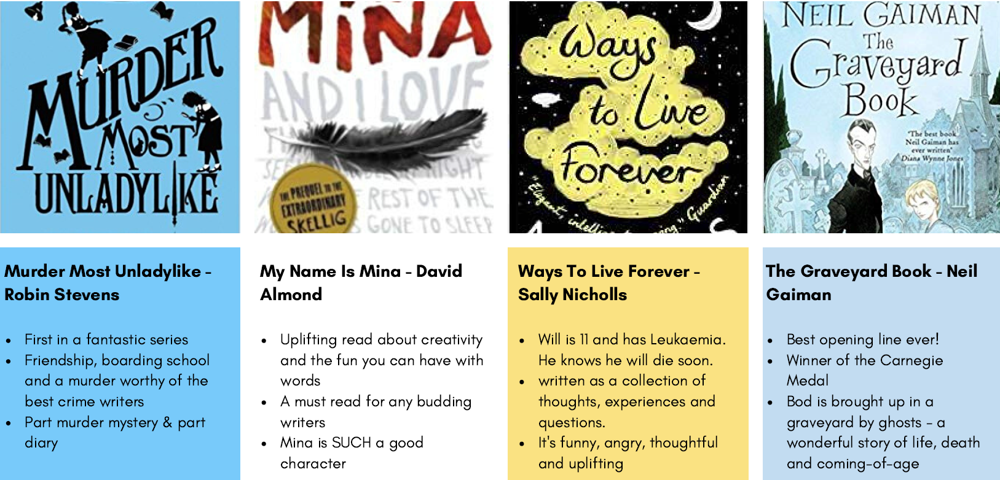 MURDER
MOST
UNLADYLIKE
MINA
AND I LOVE
NIGHT
THE PREQUEL TO THE
EXTRAORDINARY
SKELLIG
REST OF THE
GONE TO SLEEP
Ways
to Live
Forever
"Elegant, intelligent, moving." Guardian
NEIL GAIMAN
The
Graveyard
Book
'The best book
Neil Gaiman has
ever written'
Diana Wynne Jones
Murder Most Unladylike -
Robin Stevens
• First in a fantastic series
• Friendship, boarding school
and a murder worthy of the
best crime writers
• Part murder mystery & part
diary
My Name Is Mina - David
Almond
• Uplifting read about creativity
and the fun you can have with
words
• A must read for any budding
writers
• Mina is SUCH a good
character
Ways To Live Forever -
Sally Nicholls
• Will is 11 and has Leukaemia.
He knows he will die soon.
• written as a collection of
thoughts, experiences and
questions.
• It's funny, angry, thoughtful
and uplifting
The Graveyard Book - Neil
Gaiman
• Best opening line ever!
• Winner of the Carnegie
Medal
• Bod is brought up in a
graveyard by ghosts - a
wonderful story of life, death
and coming-of-age